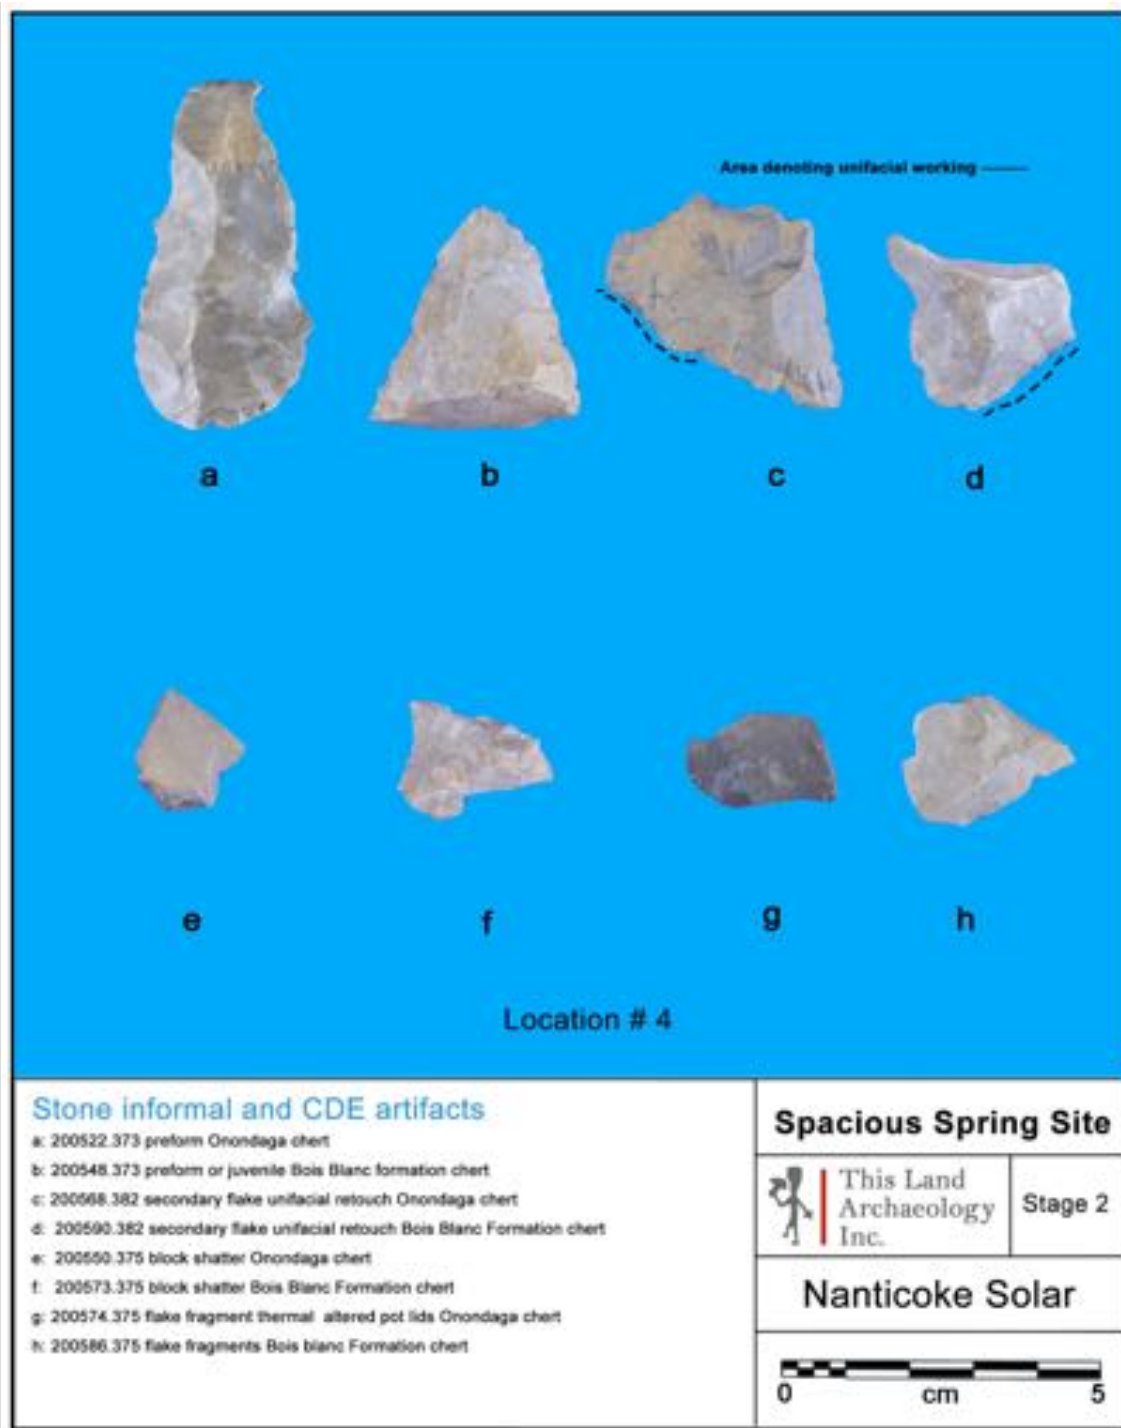 Area denoting unifacial working
a
b
c
d
e
f
g
h
Location # 4
Stone informal and CDE artifacts
a: 200522.373 preform Onondaga chert
b: 200548.373 preform or juvenile Bois Blanc formation chert
c: 200568.382 secondary flake unifacial retouch Onondaga chert
d: 200590.382 secondary flake unifacial retouch Bois Blanc Formation chert
e: 200550.375 block shatter Onondaga chert
f: 200573.375 block shatter Bois Blanc Formation chert
g: 200574.375 flake fragment thermal altered pot lids Onondaga chert
h: 200586.375 flake fragments Bois blanc Formation chert
Spacious Spring Site
This Land
Archaeology
Inc.
Stage 2
Nanticoke Solar
0 cm 5